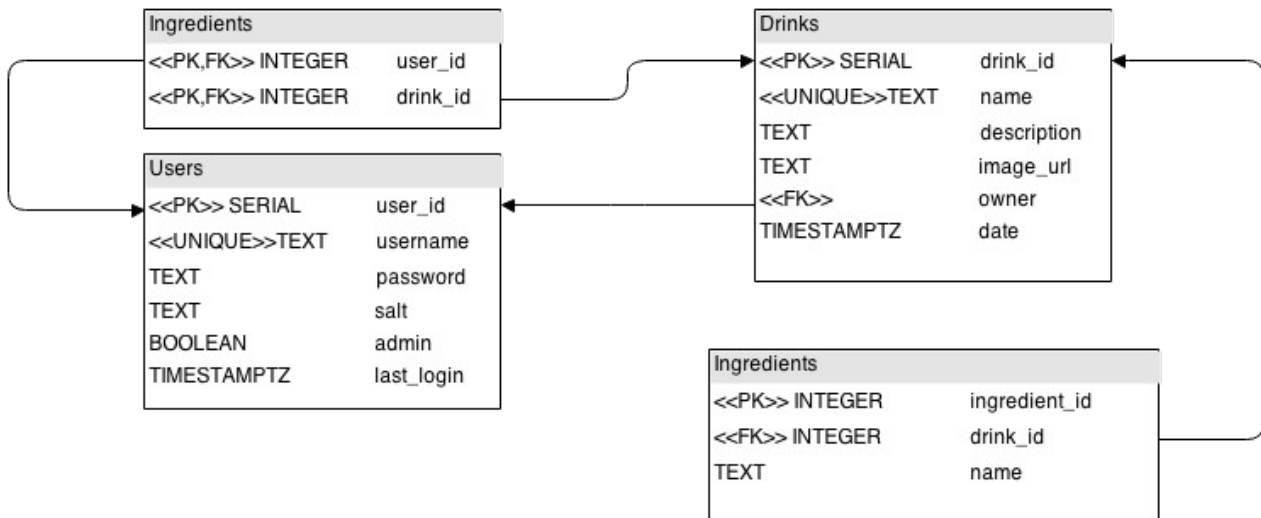 Ingredients
<<PK,FK>> INTEGER user_id
<<PK,FK>> INTEGER drink_id
Users
<<PK>> SERIAL user_id
<<UNIQUE>>TEXT username
TEXT password
TEXT salt
BOOLEAN admin
TIMESTAMPTZ last_login
Drinks
<<PK>> SERIAL drink_id
<<UNIQUE>>TEXT name
TEXT description
TEXT image_url
<<FK>> owner
TIMESTAMPTZ date
Ingredients
<<PK>> INTEGER ingredient_id
<<FK>> INTEGER drink_id
TEXT name